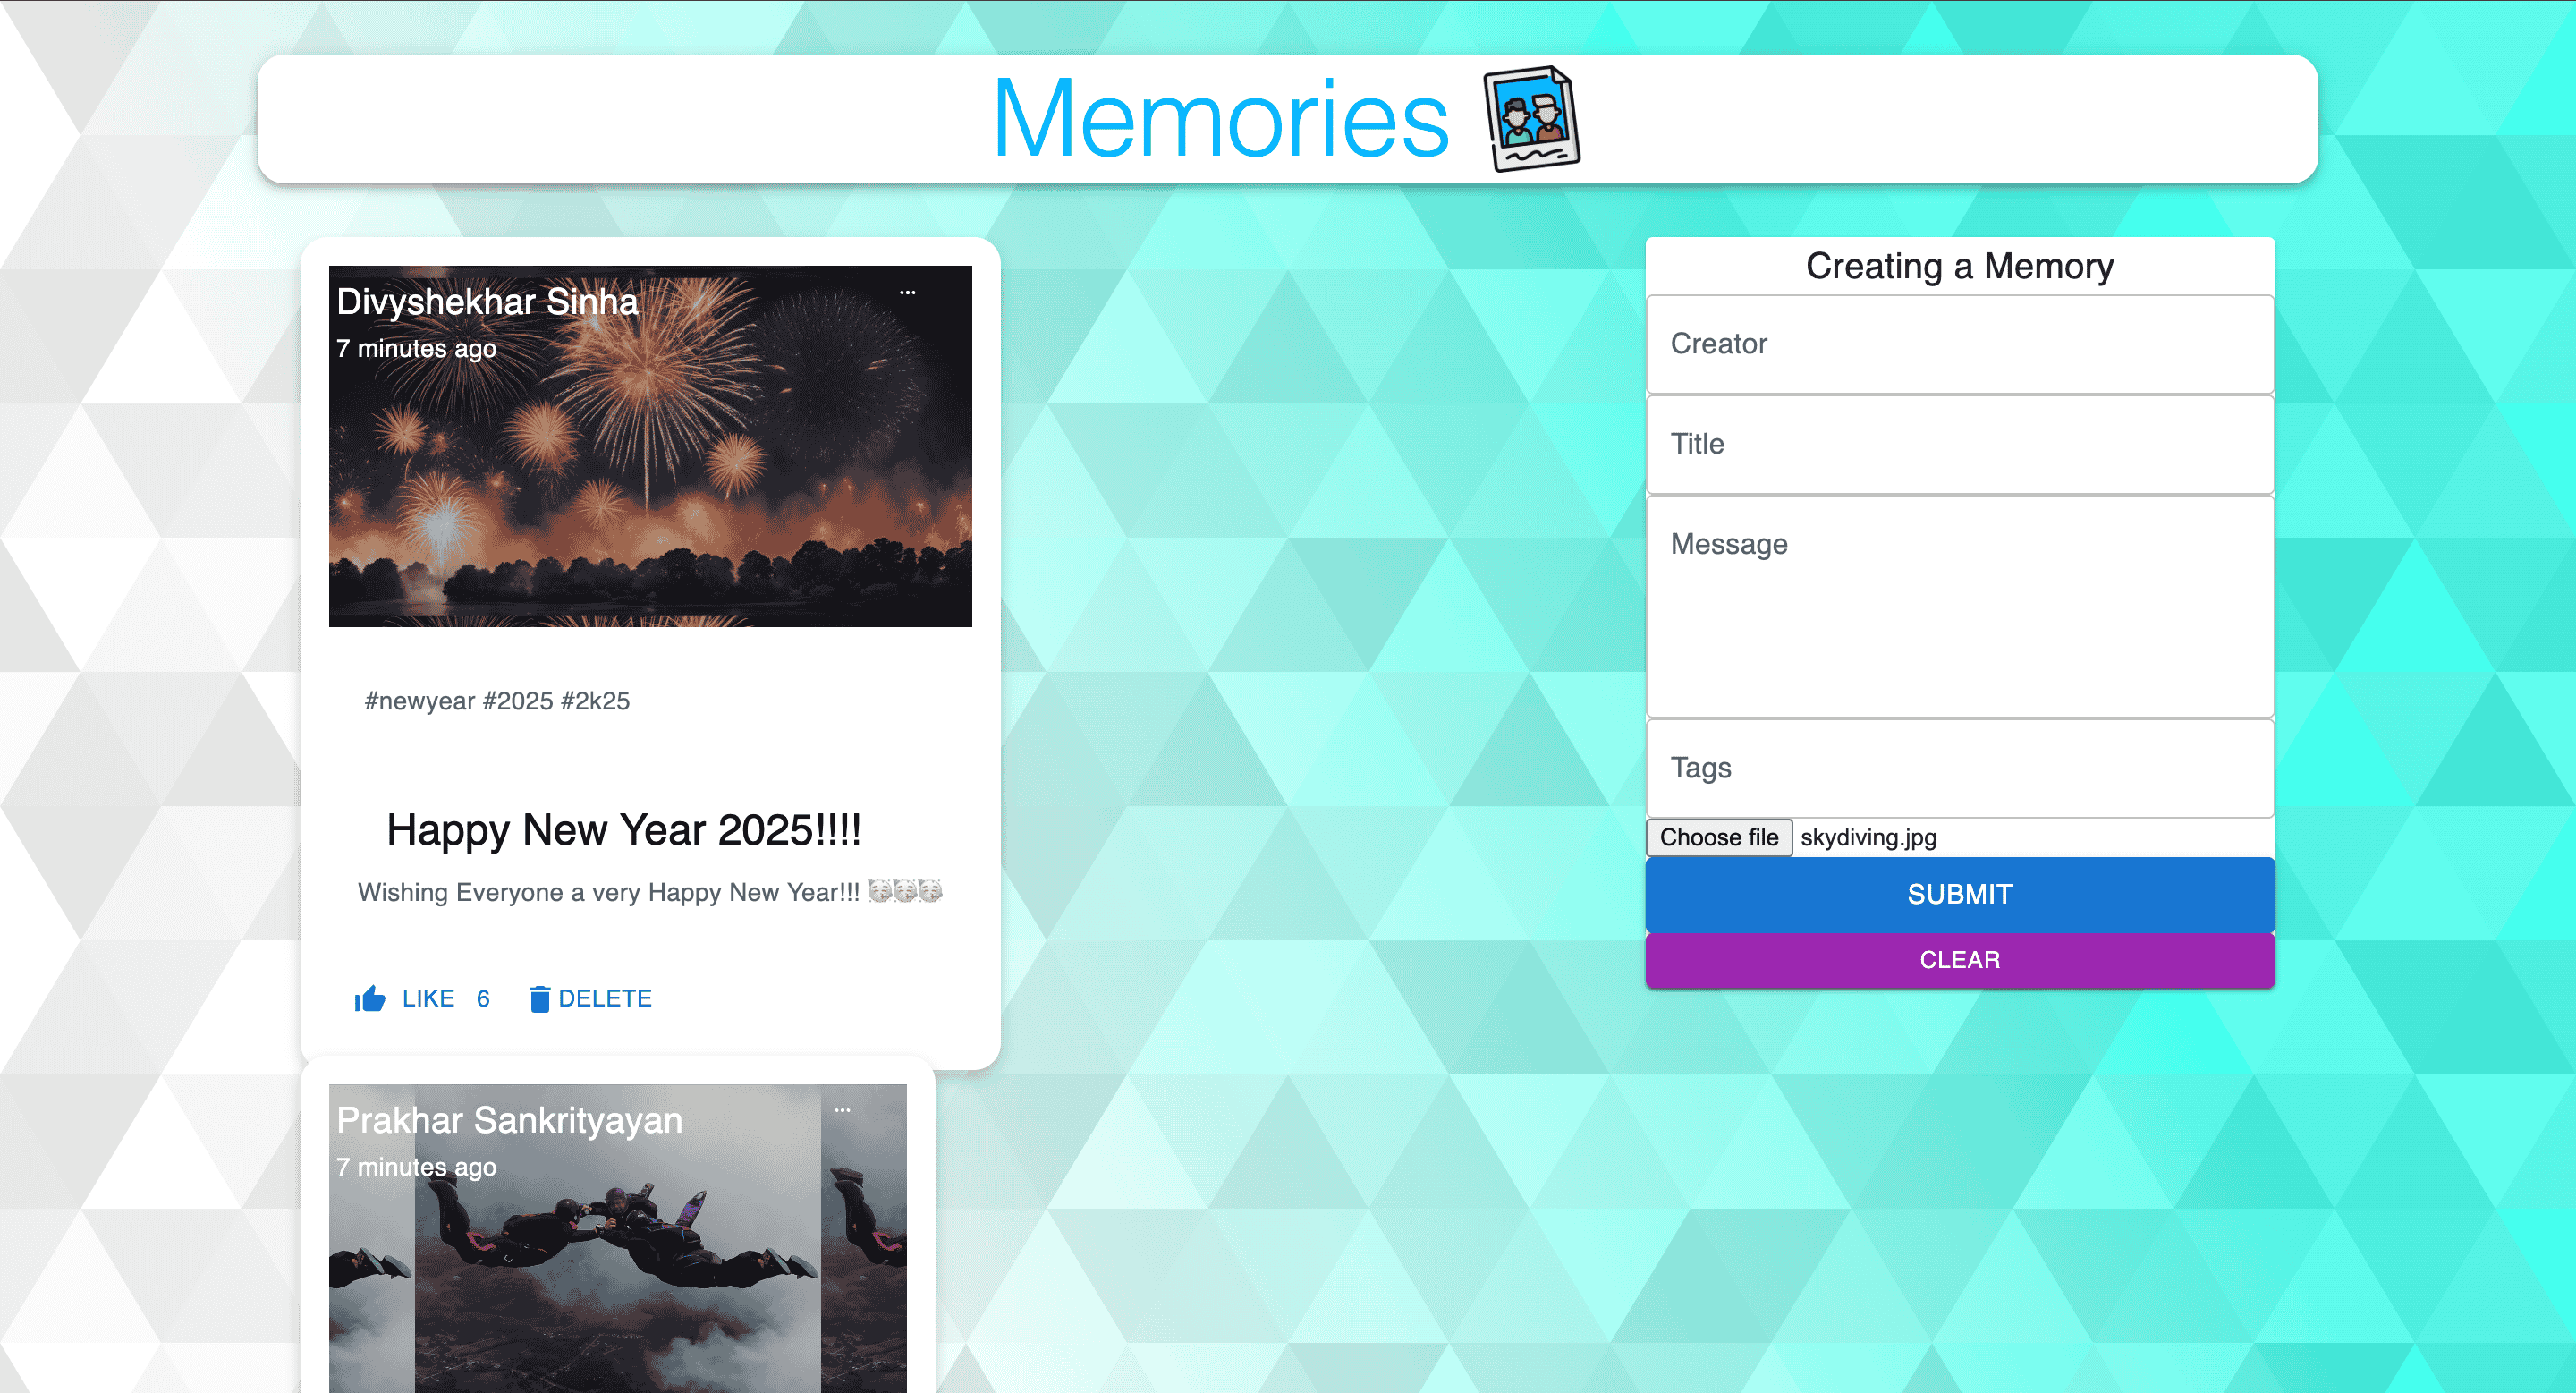 Memories
Divyshekhar Sinha
...
7 minutes ago
#newyear #2025 #2k25
Happy New Year 2025!!!!
Wishing Everyone a very Happy New Year!!! 🥳🥳🥳
LIKE 6 DELETE
Prakhar Sankrityayan
...
7 minutes ago
Creating a Memory
Creator
Title
Message
Tags
Choose file skydiving.jpg
SUBMIT
CLEAR